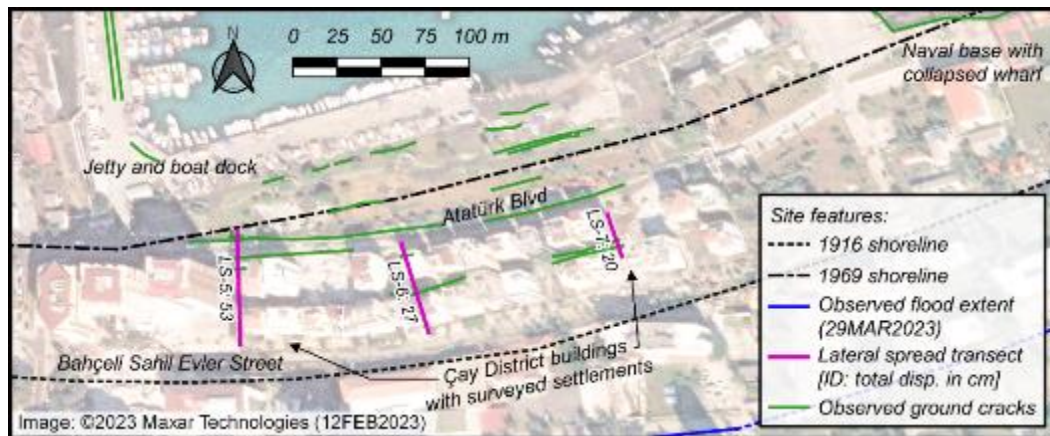 N
0 25 50 75 100 m
Naval base with
collapsed wharf
Jetty and boat dock
Atatürk Blvd
LS-5: 53
LS-6: 27
LS-7: 20
Bahçeli Sahil Evler Street
Çay District buildings
with surveyed settlements
Site features:
1916 shoreline
1969 shoreline
Observed flood extent
(29MAR2023)
Lateral spread transect
[ID: total disp. in cm]
Observed ground cracks
Image: ©2023 Maxar Technologies (12FEB2023)